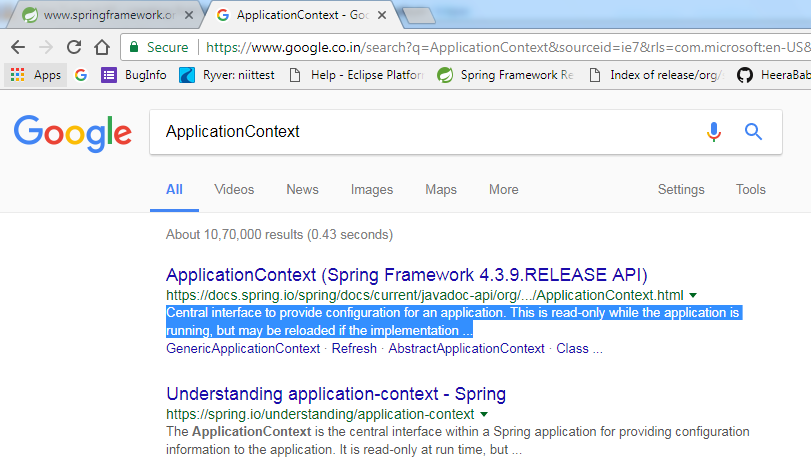 www.springframework.or
ApplicationContext - Goo
Secure
https://www.google.co.in/search?q=ApplicationContext&sourceid=ie7&rls=com.microsoft:en-US&
Apps
BugInfo
Ryver: niittest
Help - Eclipse Platfor
Spring Framework Re
Index of release/org/
HeeraBab
Google
ApplicationContext
All
Videos
News
Images
Maps
More
Settings
Tools
About 10,70,000 results (0.43 seconds)
ApplicationContext (Spring Framework 4.3.9.RELEASE API)
https://docs.spring.io/spring/docs/current/javadoc-api/org/.../ApplicationContext.html
Central interface to provide configuration for an application. This is read-only while the application is
running, but may be reloaded if the implementation ...
GenericApplicationContext · Refresh · AbstractApplicationContext · Class ...
Understanding application-context - Spring
https://spring.io/understanding/application-context
The ApplicationContext is the central interface within a Spring application for providing configuration
information to the application. It is read-only at run time, but ...